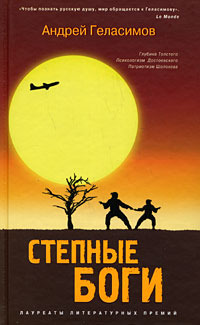 «Чтобы познать русскую душу, мир обращается к Геласимову».
Le Monde
Андрей Геласимов
Глубина Толстого
Психологизм Достоевского
Патриотизм Шолохова
СТЕПНЫЕ
БОГИ
ЛАУРЕАТЫ ЛИТЕРАТУРНЫХ ПРЕМИЙ